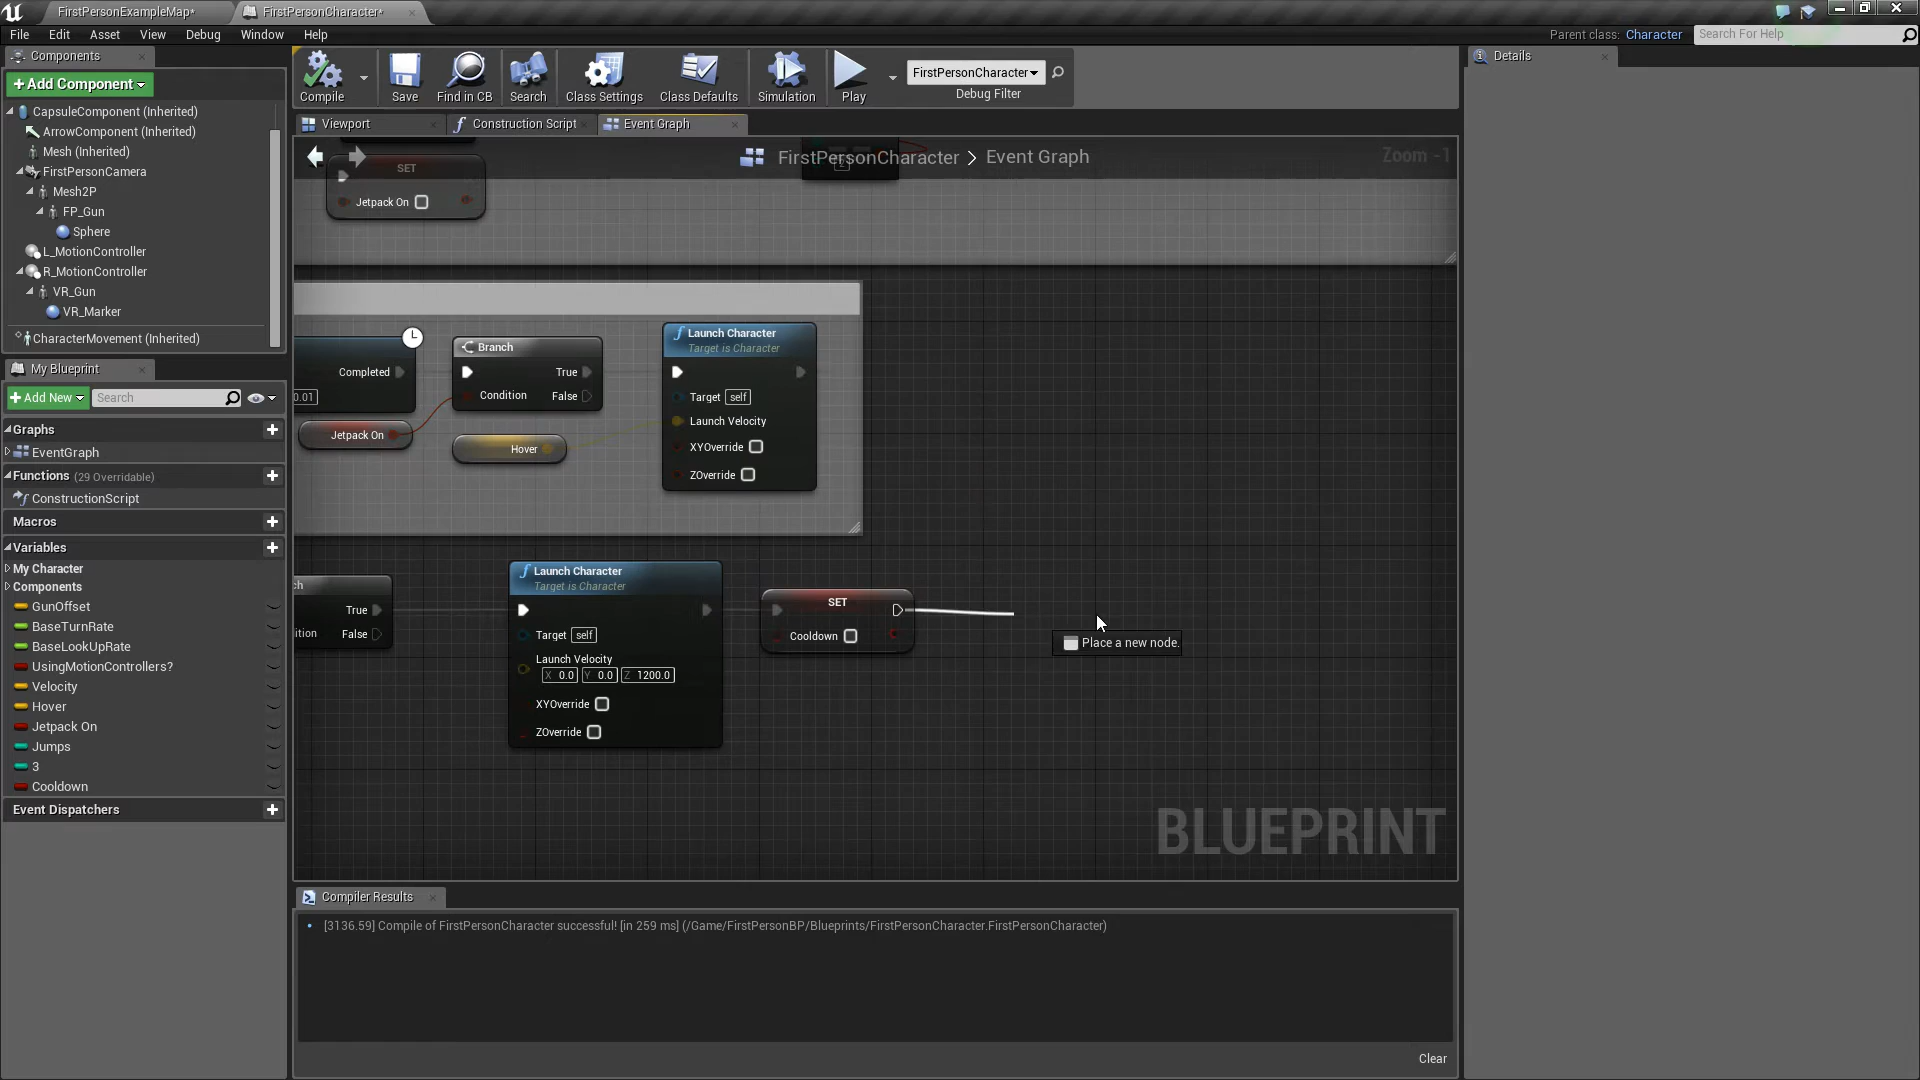 FirstPersonExampleMap*
FirstPersonCharacter*
File Edit Asset View Debug Window Help
Parent class: Character
Search For Help
Components
+Add Component
CapsuleComponent (Inherited)
ArrowComponent (Inherited)
Mesh (Inherited)
FirstPersonCamera
Mesh2P
FP_Gun
Sphere
L_MotionController
R_MotionController
VR_Gun
VR_Marker
CharacterMovement (Inherited)
My Blueprint
+Add New
Search
Graphs
EventGraph
Functions (29 Overridable)
ConstructionScript
Macros
Variables
My Character
Components
GunOffset
BaseTurnRate
BaseLookUpRate
UsingMotionControllers?
Velocity
Hover
Jetpack On
Jumps
3
Cooldown
Event Dispatchers
Compile
Save
Find in CB
Search
Class Settings
Class Defaults
Simulation
Play
FirstPersonCharacter
Debug Filter
Viewport
Construction Script
Event Graph
FirstPersonCharacter > Event Graph
Zoom -1
SET
Jetpack On
Completed
0.01
Jetpack On
Branch
True
Condition
False
Hover
Launch Character
Target is Character
Target self
Launch Velocity
XYOverride
ZOverride
ch
True
ition
False
Launch Character
Target is Character
Target self
Launch Velocity
X 0.0 Y 0.0 Z 1200.0
XYOverride
ZOverride
SET
Cooldown
Place a new node.
BLUEPRINT
Compiler Results
[3136.59] Compile of FirstPersonCharacter successful! [in 259 ms] (/Game/FirstPersonBP/Blueprints/FirstPersonCharacter.FirstPersonCharacter)
Clear
Details